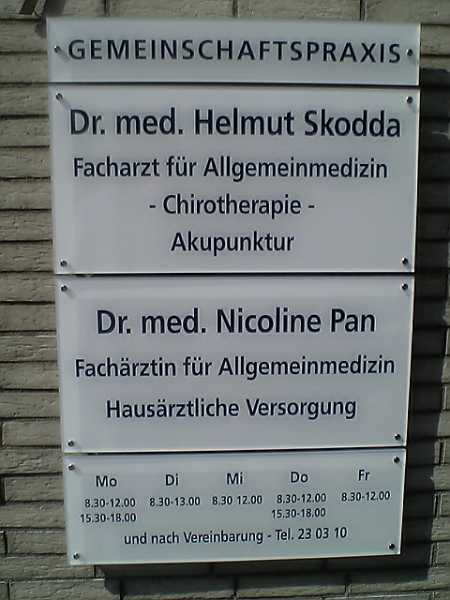 GEMEINSCHAFTSPRAXIS
Dr. med. Helmut Skodda
Facharzt für Allgemeinmedizin
- Chirotherapie -
Akupunktur
Dr. med. Nicoline Pan
Fachärztin für Allgemeinmedizin
Hausärztliche Versorgung
Mo Di Mi Do Fr
8.30-12.00 8.30-13.00 8.30 12.00 8.30-12.00 8.30-12.00
15.30-18.00 15.30-18.00
und nach Vereinbarung - Tel. 23 03 10